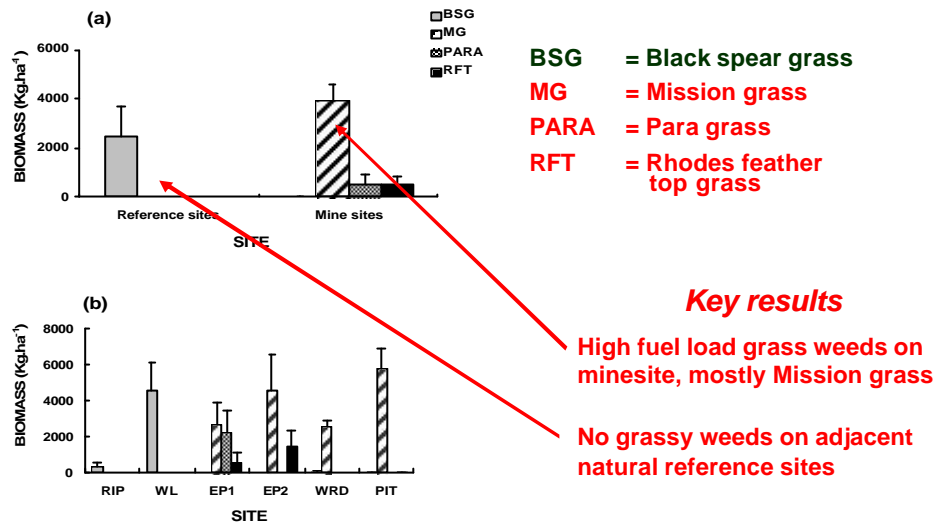 (a)
BSG
MG
PARA
RFT
BIOMASS (Kg.ha-1)
6000
4000
2000
0
Reference sites Mine sites
SITE
BSG = Black spear grass
MG = Mission grass
PARA = Para grass
RFT = Rhodes feather
top grass
(b)
BIOMASS (Kg.ha-1)
8000
6000
4000
2000
0
RIP WL EP1 EP2 WRD PIT
SITE
Key results
High fuel load grass weeds on
minesite, mostly Mission grass
No grassy weeds on adjacent
natural reference sites